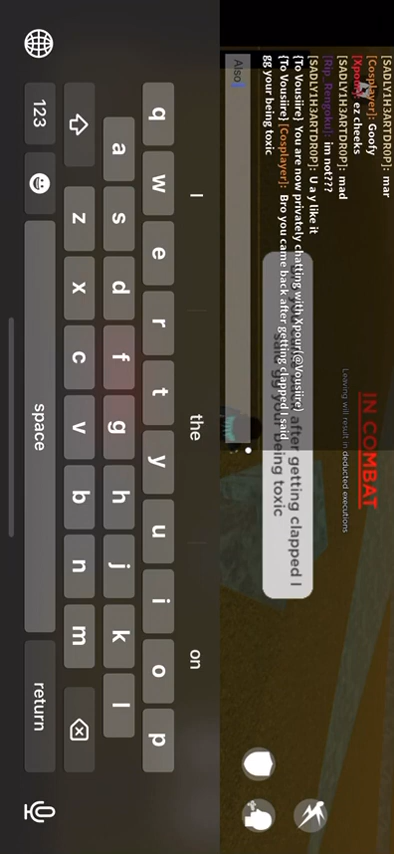 [SADLY1H3ARTDROP]: mar
[Cosplayer]: Goofy
[Xpour]: ez cheeks
[SADLY1H3ARTDROP]: mad
[Rip_Rengoku]: im not???
[SADLY1H3ARTDROP]: U a y like it
{To Vousiire} You are now privately chatting with Xpour(@Vousiire)
{To Vousiire} [Cosplayer]: Bro you came back after getting clapped I said
gg your being toxic
Also
IN COMBAT
Leaving will result in deducted executions
after getting clapped I
said gg your being toxic
I the on
q w e r t y u i o p
a s d f g h j k l
z x c v b n m
123 space return